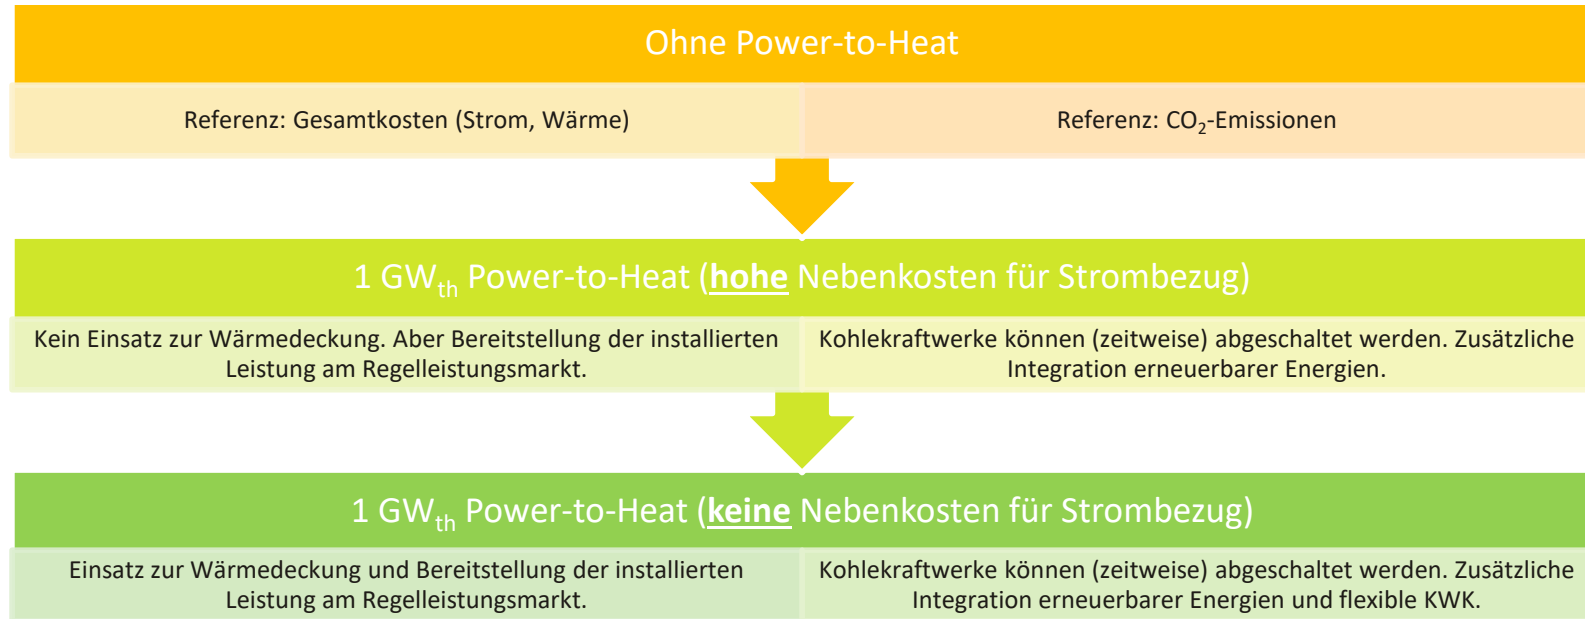 Ohne Power-to-Heat
Referenz: Gesamtkosten (Strom, Wärme)
Referenz: CO₂-Emissionen
1 GWth Power-to-Heat (hohe Nebenkosten für Strombezug)
Kein Einsatz zur Wärmedeckung. Aber Bereitstellung der installierten
Leistung am Regelleistungsmarkt.
Kohlekraftwerke können (zeitweise) abgeschaltet werden. Zusätzliche
Integration erneuerbarer Energien.
1 GWth Power-to-Heat (keine Nebenkosten für Strombezug)
Einsatz zur Wärmedeckung und Bereitstellung der installierten
Leistung am Regelleistungsmarkt.
Kohlekraftwerke können (zeitweise) abgeschaltet werden. Zusätzliche
Integration erneuerbarer Energien und flexible KWK.